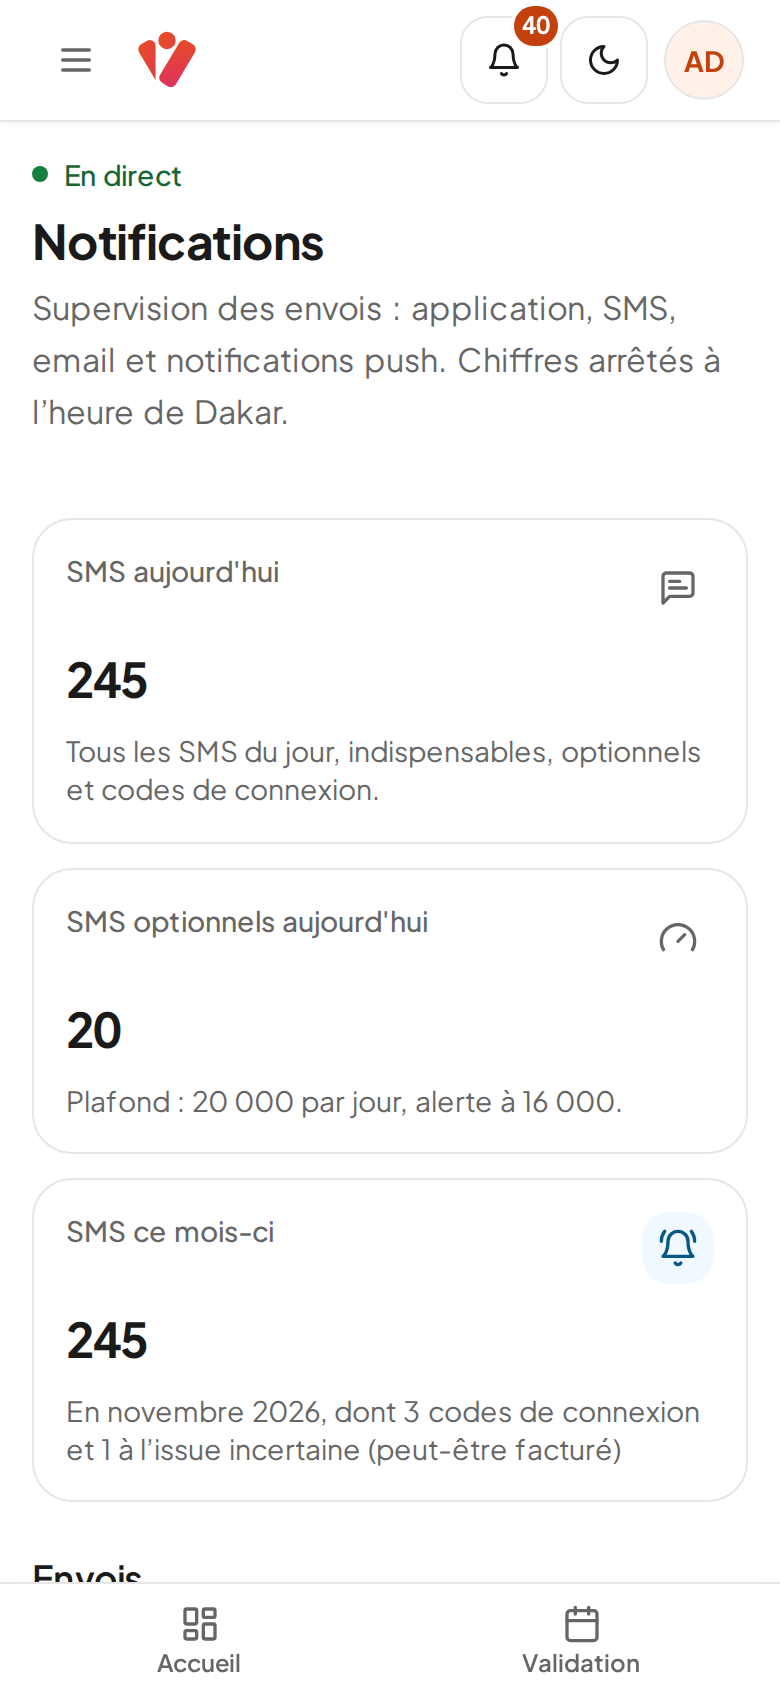 40
AD
En direct
Notifications
Supervision des envois : application, SMS,
email et notifications push. Chiffres arrêtés à
l’heure de Dakar.
SMS aujourd'hui
245
Tous les SMS du jour, indispensables, optionnels
et codes de connexion.
SMS optionnels aujourd'hui
20
Plafond : 20 000 par jour, alerte à 16 000.
SMS ce mois-ci
245
En novembre 2026, dont 3 codes de connexion
et 1 à l’issue incertaine (peut-être facturé)
Envois
Accueil
Validation